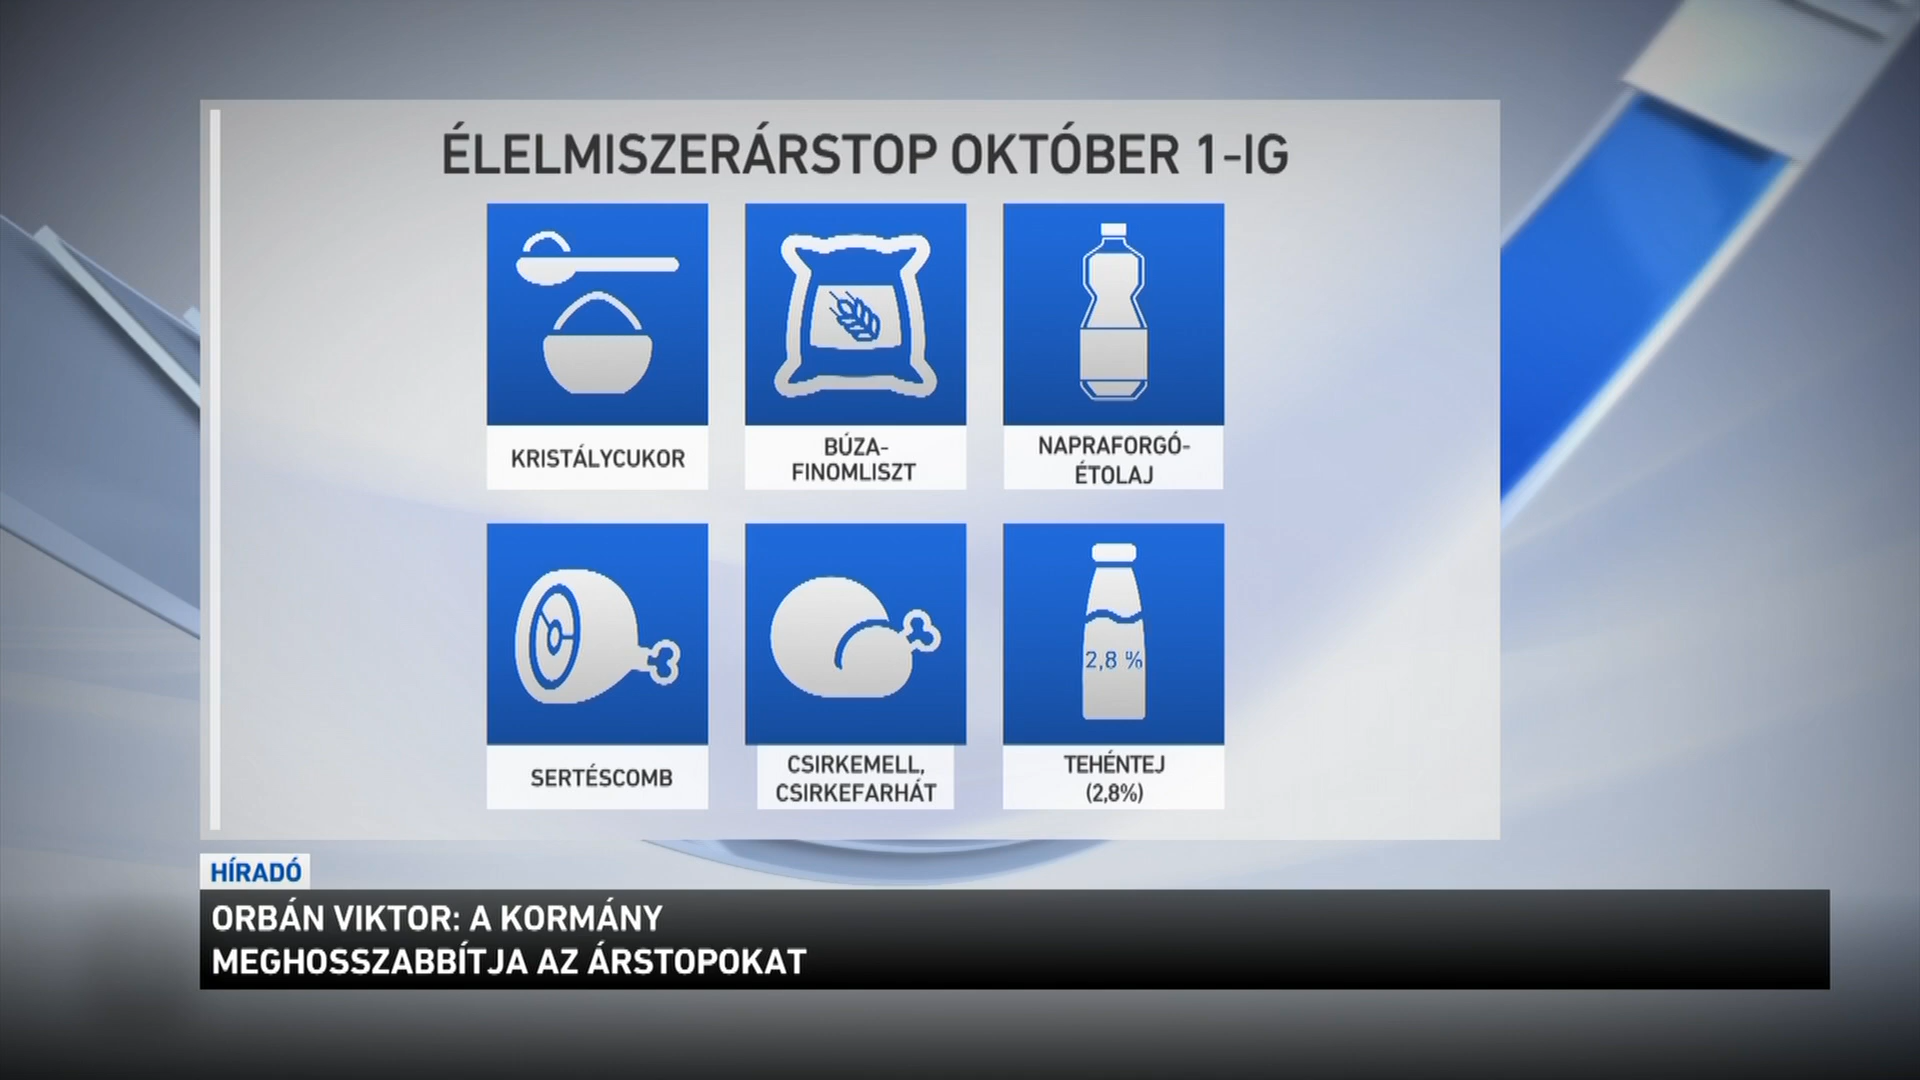 ÉLELMISZERÁRSTOP OKTÓBER 1-IG
KRISTÁLYCUKOR
BÚZA-
FINOMLISZT
NAPRAFORGÓ-
ÉTOLAJ
2,8 %
SERTÉSCOMB
CSIRKEMELL,
CSIRKEFARHÁT
TEHÉNTEJ
(2,8%)
HÍRADÓ
ORBÁN VIKTOR: A KORMÁNY
MEGHOSSZABBÍTJA AZ ÁRSTOPOKAT